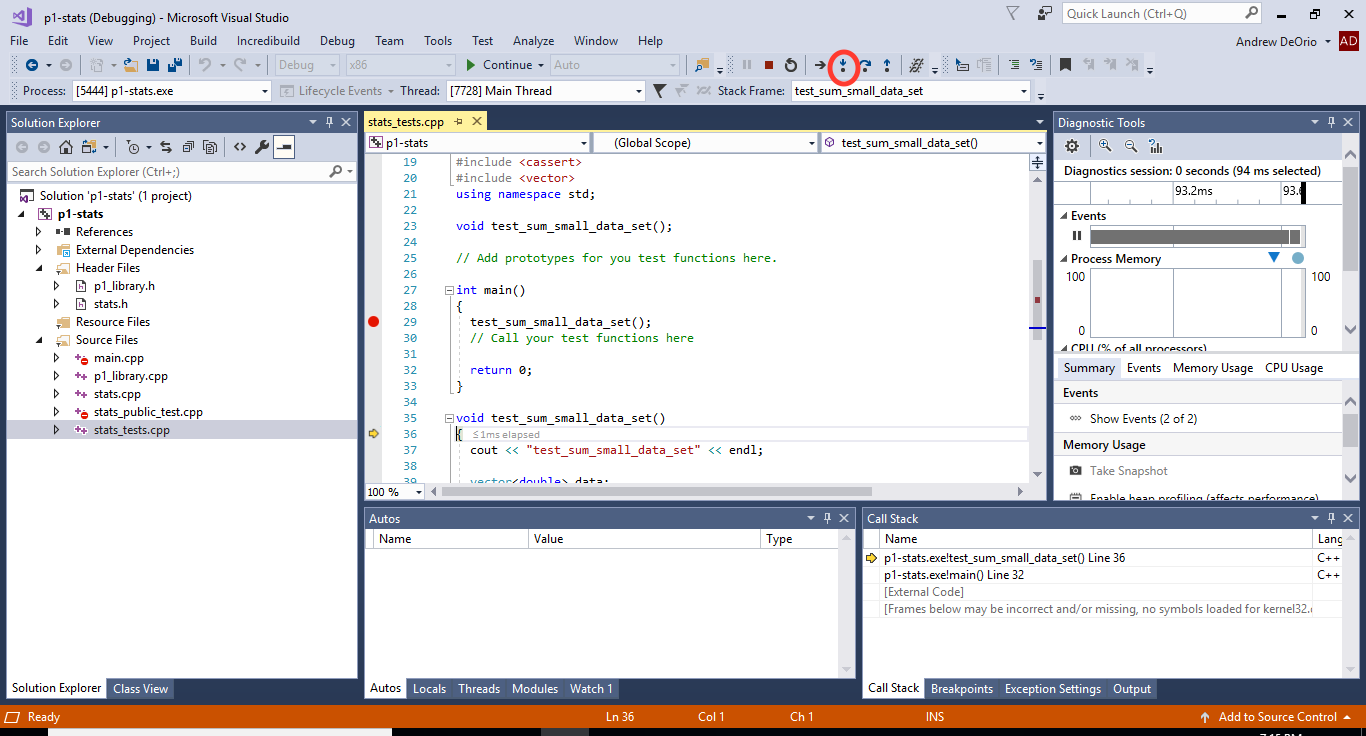 p1-stats (Debugging) - Microsoft Visual Studio
Quick Launch (Ctrl+Q)
File Edit View Project Build Incredibuild Debug Team Tools Test Analyze Window Help
Andrew DeOrio AD
Debug x86 Continue Auto
Process: [5444] p1-stats.exe Lifecycle Events Thread: [7728] Main Thread Stack Frame: test_sum_small_data_set
Solution Explorer
Search Solution Explorer (Ctrl+;)
Solution 'p1-stats' (1 project)
p1-stats
References
External Dependencies
Header Files
p1_library.h
stats.h
Resource Files
Source Files
main.cpp
p1_library.cpp
stats.cpp
stats_public_test.cpp
stats_tests.cpp
Solution Explorer Class View
stats_tests.cpp
p1-stats (Global Scope) test_sum_small_data_set()
19 #include <cassert>
20 #include <vector>
21 using namespace std;
22
23 void test_sum_small_data_set();
24
25 // Add prototypes for you test functions here.
26
27 int main()
28 {
29 test_sum_small_data_set();
30 // Call your test functions here
31
32 return 0;
33 }
34
35 void test_sum_small_data_set()
36 { ≤1ms elapsed
37 cout << "test_sum_small_data_set" << endl;
38
39 vector<double> data;
100 %
Diagnostic Tools
Diagnostics session: 0 seconds (94 ms selected)
93.2ms 93.
Events
Process Memory
100 100
0 0
CPU (% of all processors)
Summary Events Memory Usage CPU Usage
Events
Show Events (2 of 2)
Memory Usage
Take Snapshot
Enable heap profiling (affects performance)
Autos
Name Value Type
Autos Locals Threads Modules Watch 1
Call Stack
Name Lang
p1-stats.exe!test_sum_small_data_set() Line 36 C++
p1-stats.exe!main() Line 32 C++
[External Code]
[Frames below may be incorrect and/or missing, no symbols loaded for kernel32.
Call Stack Breakpoints Exception Settings Output
Ready Ln 36 Col 1 Ch 1 INS Add to Source Control
7:15 PM